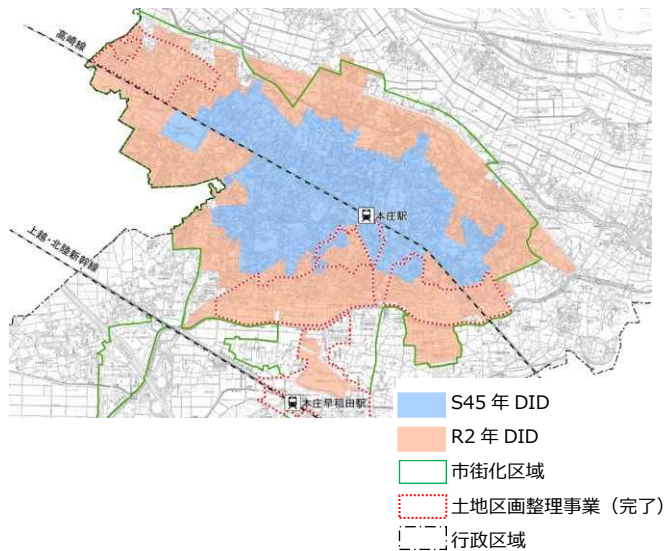 高崎線
本庄駅
上越・北陸新幹線
本庄早稲田駅
S45 年 DID
R2 年 DID
市街化区域
土地区画整理事業（完了）
行政区域